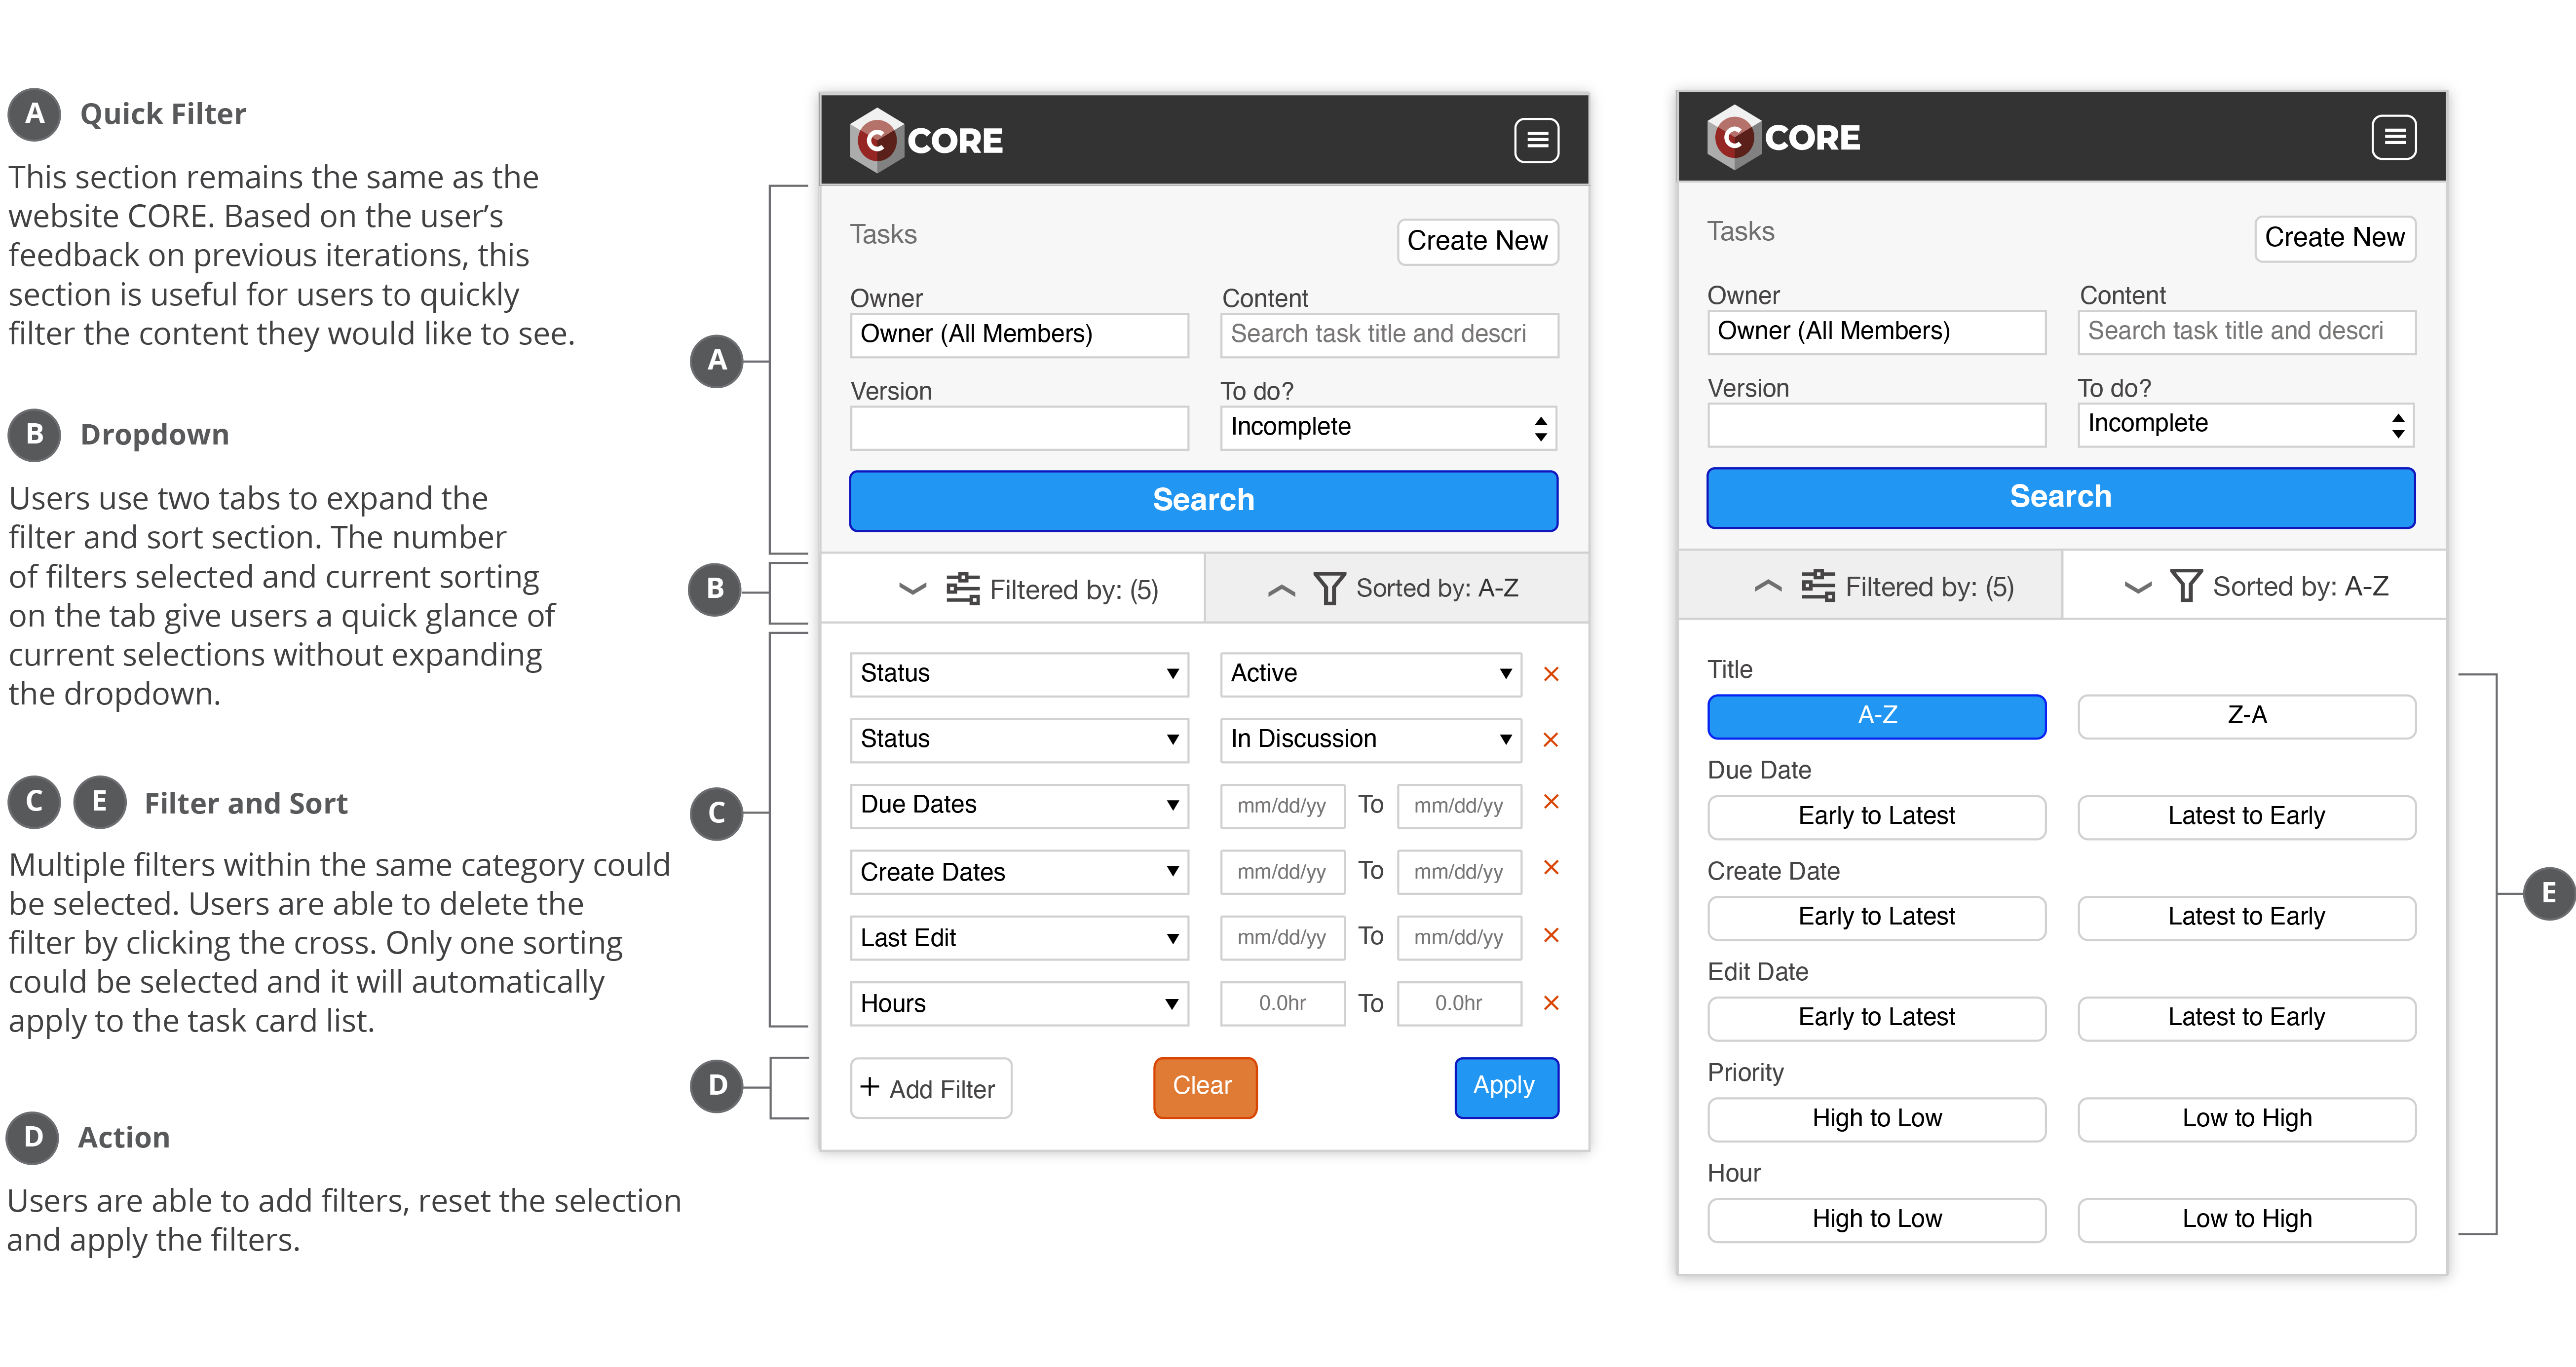 A Quick Filter
This section remains the same as the
website CORE. Based on the user’s
feedback on previous iterations, this
section is useful for users to quickly
filter the content they would like to see.
B Dropdown
Users use two tabs to expand the
filter and sort section. The number
of filters selected and current sorting
on the tab give users a quick glance of
current selections without expanding
the dropdown.
C E Filter and Sort
Multiple filters within the same category could
be selected. Users are able to delete the
filter by clicking the cross. Only one sorting
could be selected and it will automatically
apply to the task card list.
D Action
Users are able to add filters, reset the selection
and apply the filters.
A
B
C
D
C CORE
Tasks
Create New
Owner Content
Owner (All Members) Search task title and descri
Version To do?
Incomplete
Search
Filtered by: (5) Sorted by: A-Z
Status Active
Status In Discussion
Due Dates mm/dd/yy To mm/dd/yy
Create Dates mm/dd/yy To mm/dd/yy
Last Edit mm/dd/yy To mm/dd/yy
Hours 0.0hr To 0.0hr
+ Add Filter Clear Apply
C CORE
Tasks
Create New
Owner Content
Owner (All Members) Search task title and descri
Version To do?
Incomplete
Search
Filtered by: (5) Sorted by: A-Z
Title
A-Z Z-A
Due Date
Early to Latest Latest to Early
Create Date
Early to Latest Latest to Early
Edit Date
Early to Latest Latest to Early
Priority
High to Low Low to High
Hour
High to Low Low to High
E